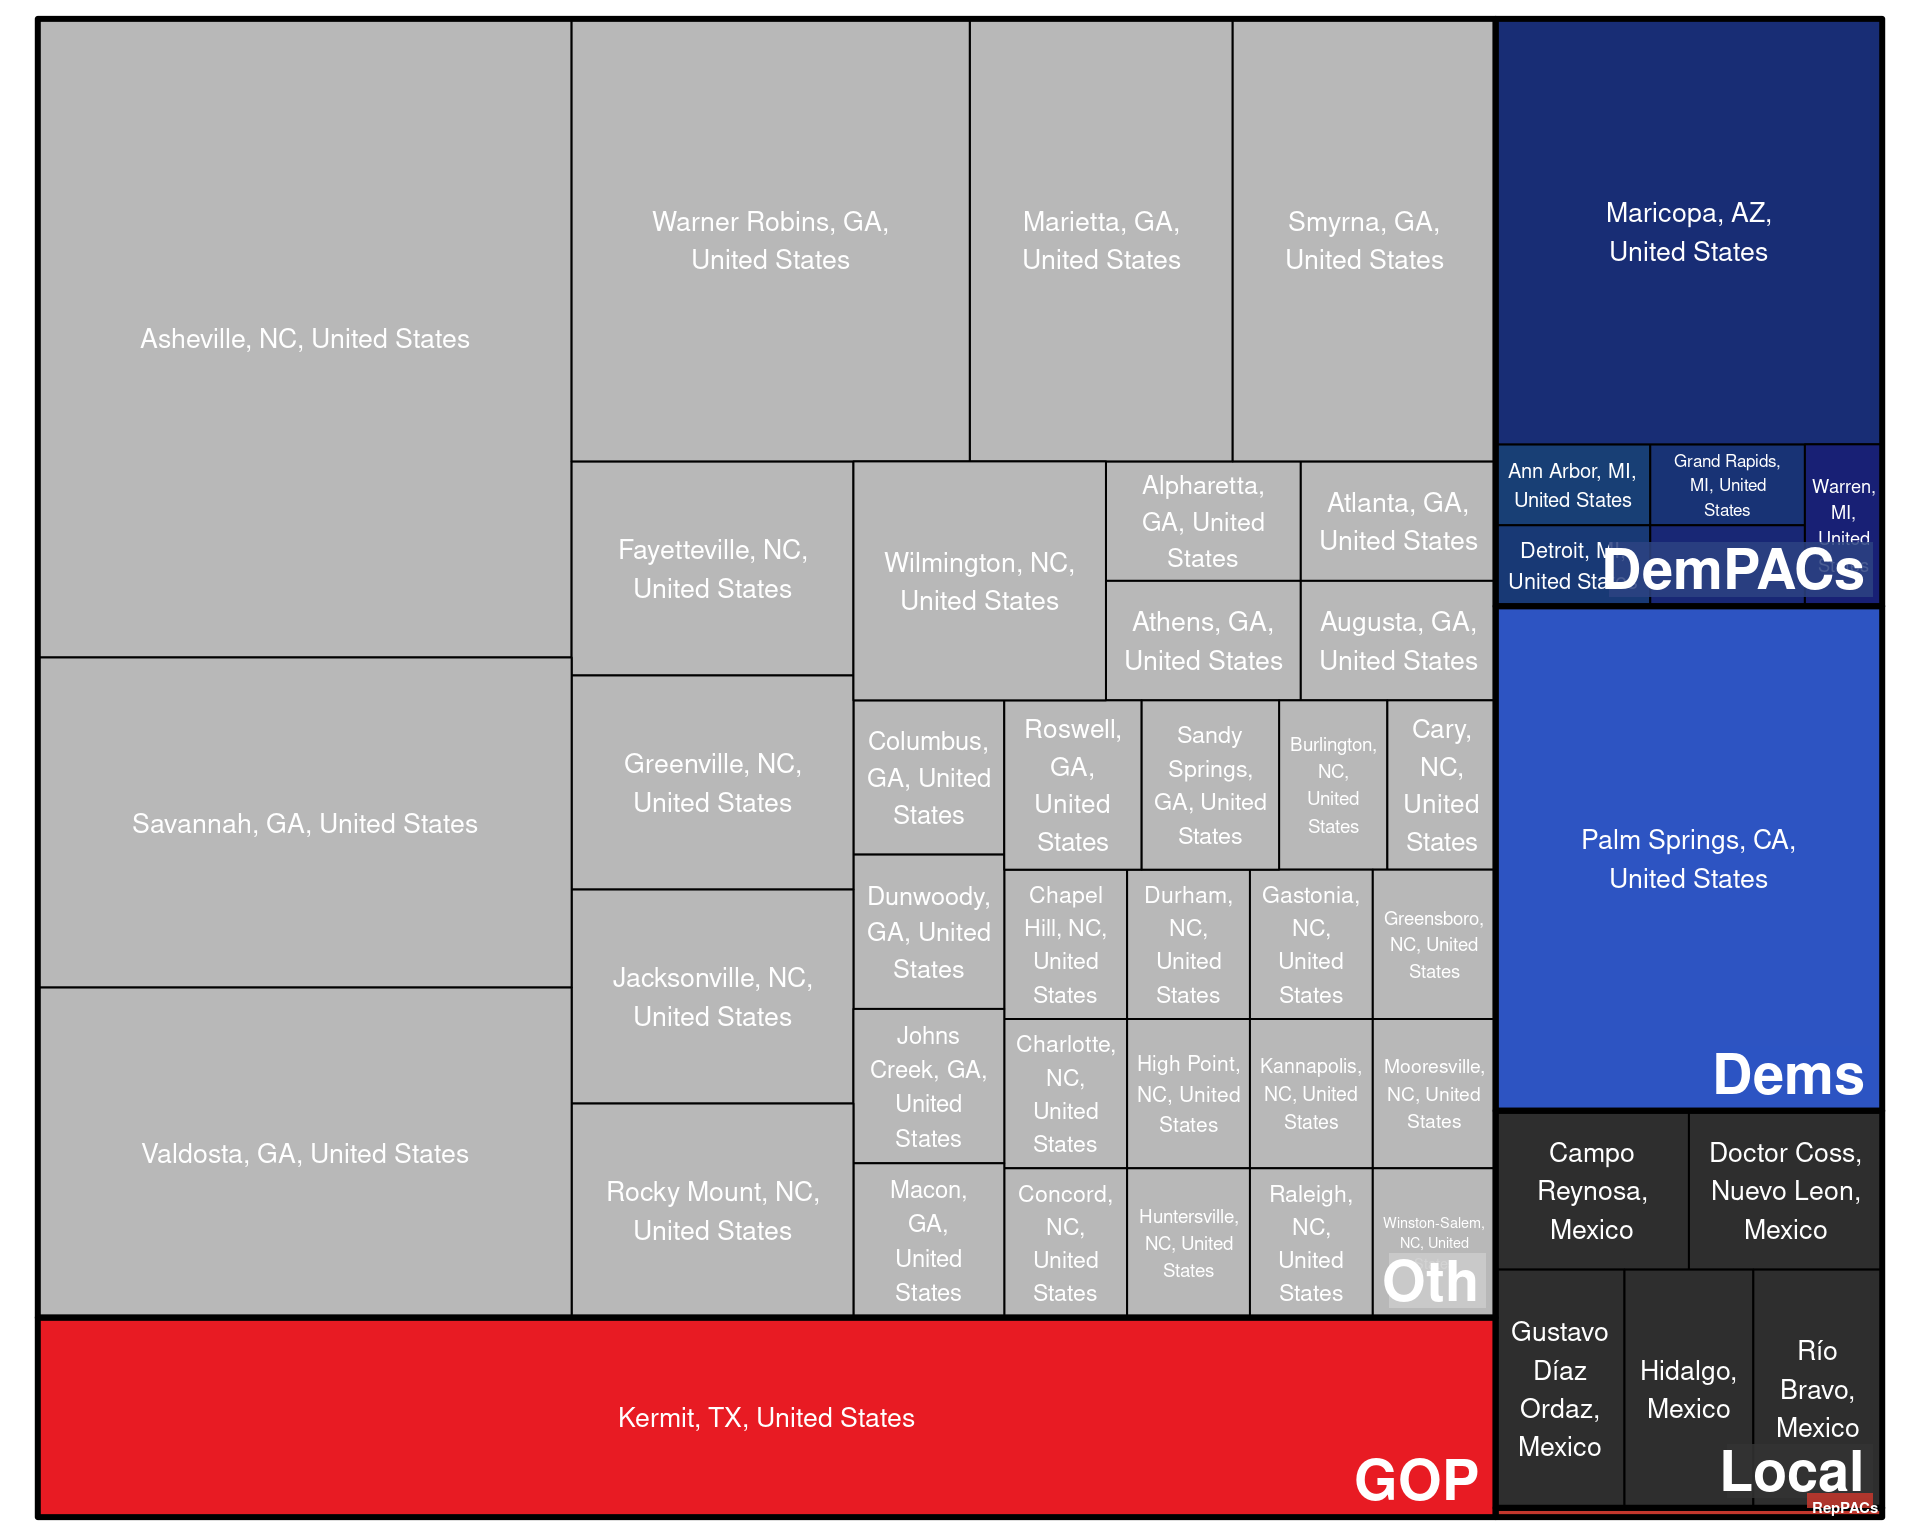 Asheville, NC, United States
Savannah, GA, United States
Valdosta, GA, United States
Warner Robins, GA,
United States
Marietta, GA,
United States
Smyrna, GA,
United States
Fayetteville, NC,
United States
Greenville, NC,
United States
Jacksonville, NC,
United States
Rocky Mount, NC,
United States
Wilmington, NC,
United States
Alpharetta,
GA, United
States
Atlanta, GA,
United States
Athens, GA,
United States
Augusta, GA,
United States
Columbus,
GA, United
States
Dunwoody,
GA, United
States
Johns
Creek, GA,
United
States
Macon,
GA,
United
States
Roswell,
GA,
United
States
Sandy
Springs,
GA, United
States
Burlington,
NC,
United
States
Cary,
NC,
United
States
Chapel
Hill, NC,
United
States
Durham,
NC,
United
States
Gastonia,
NC,
United
States
Greensboro,
NC, United
States
Charlotte,
NC,
United
States
High Point,
NC, United
States
Kannapolis,
NC, United
States
Mooresville,
NC, United
States
Concord,
NC,
United
States
Huntersville,
NC, United
States
Raleigh,
NC,
United
States
Winston-Salem,
NC, United
Oth
Kermit, TX, United States
GOP
Maricopa, AZ,
United States
Ann Arbor, MI,
United States
Grand Rapids,
MI, United
States
Warren,
MI,
United
States
Detroit, MI,
United States
DemPACs
Palm Springs, CA,
United States
Dems
Campo
Reynosa,
Mexico
Doctor Coss,
Nuevo Leon,
Mexico
Gustavo
Díaz
Ordaz,
Mexico
Hidalgo,
Mexico
Río
Bravo,
Mexico
Local
RepPACs